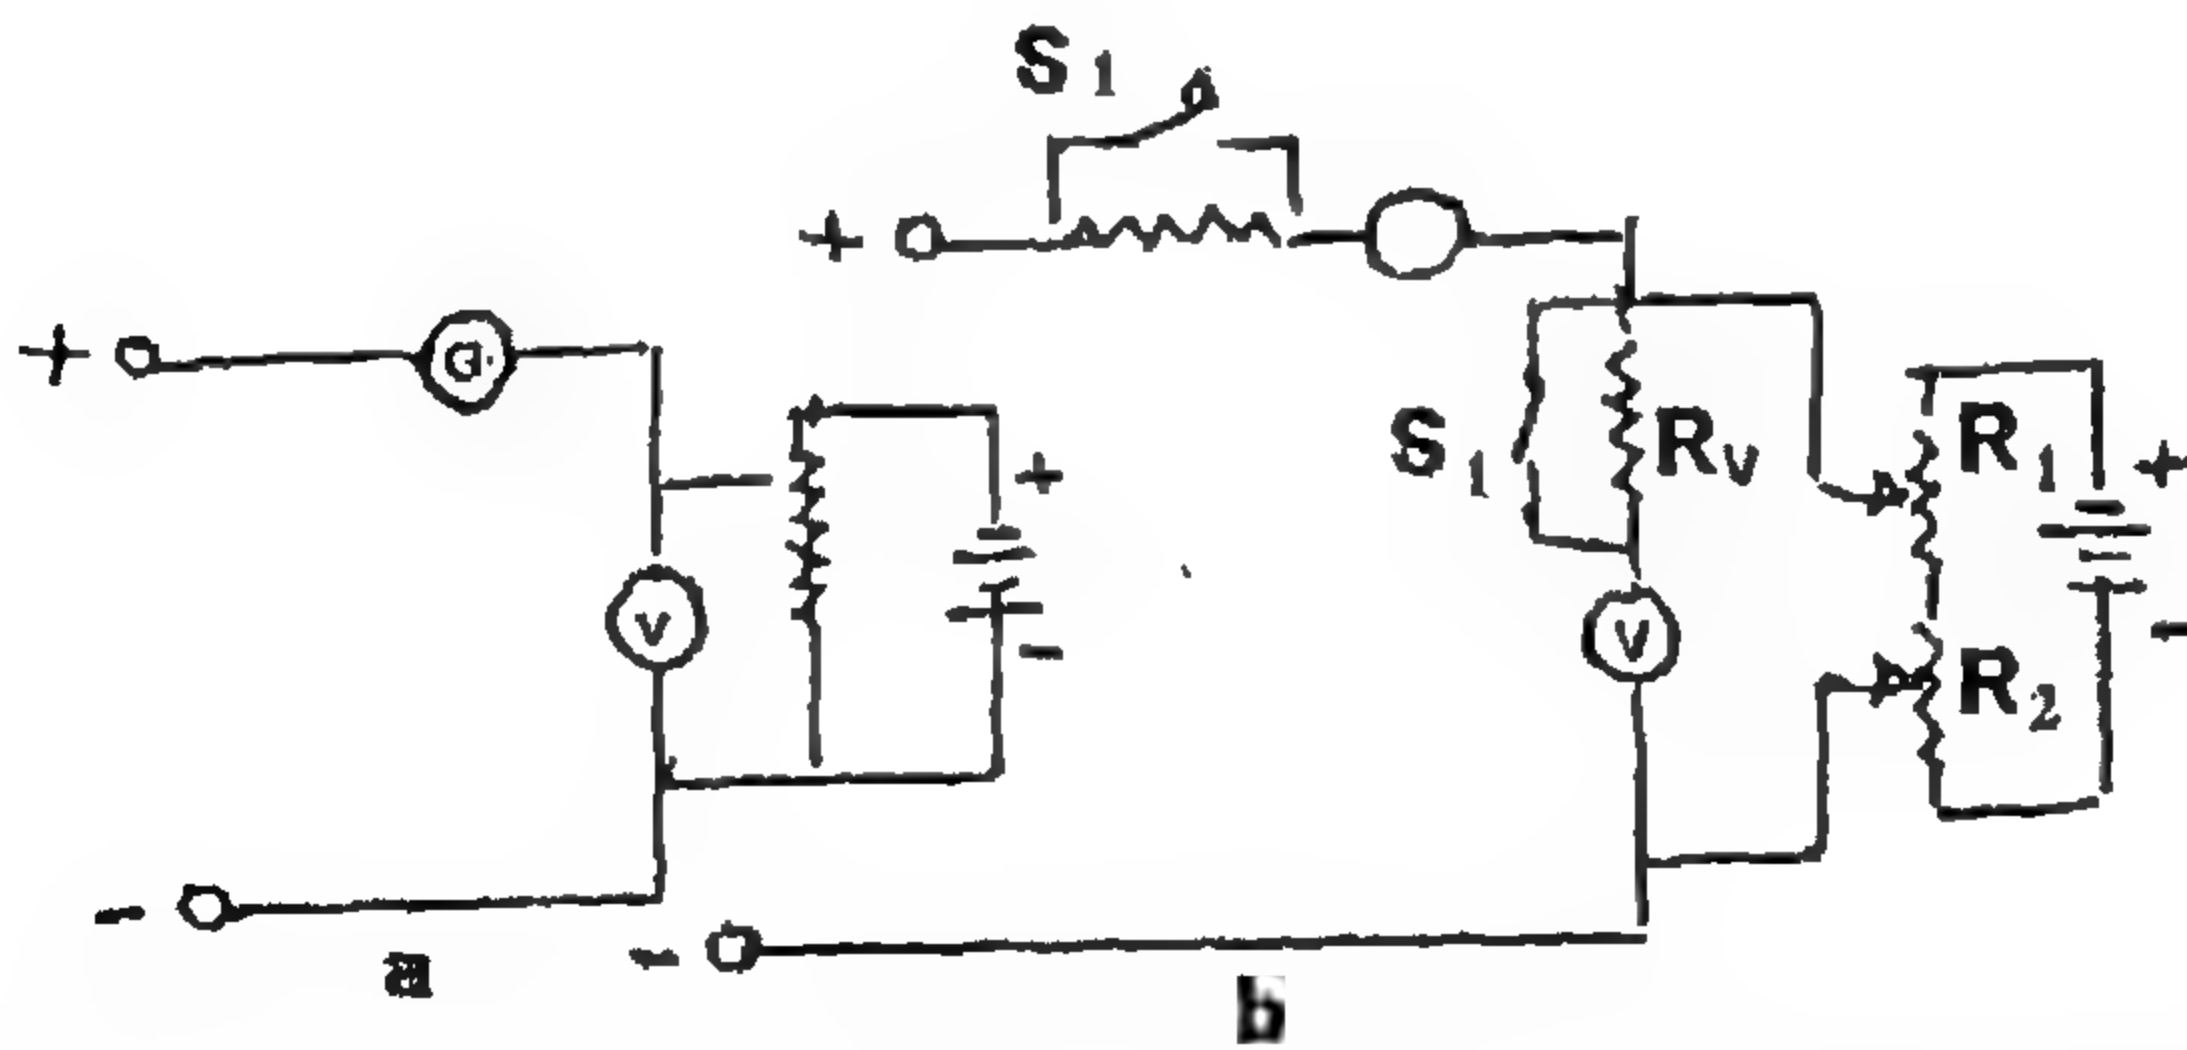 S1
+
+
G
+
S1
RV
R1
+
V
V
R2
-
-
-
-
a
b